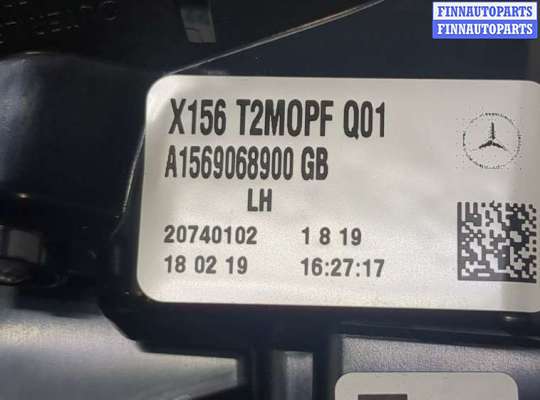 FINNAUTOPARTS
FINNAUTOPARTS
X156 T2MOPF Q01
A1569068900 GB
LH
20740102 1 8 19
18 02 19 16:27:17